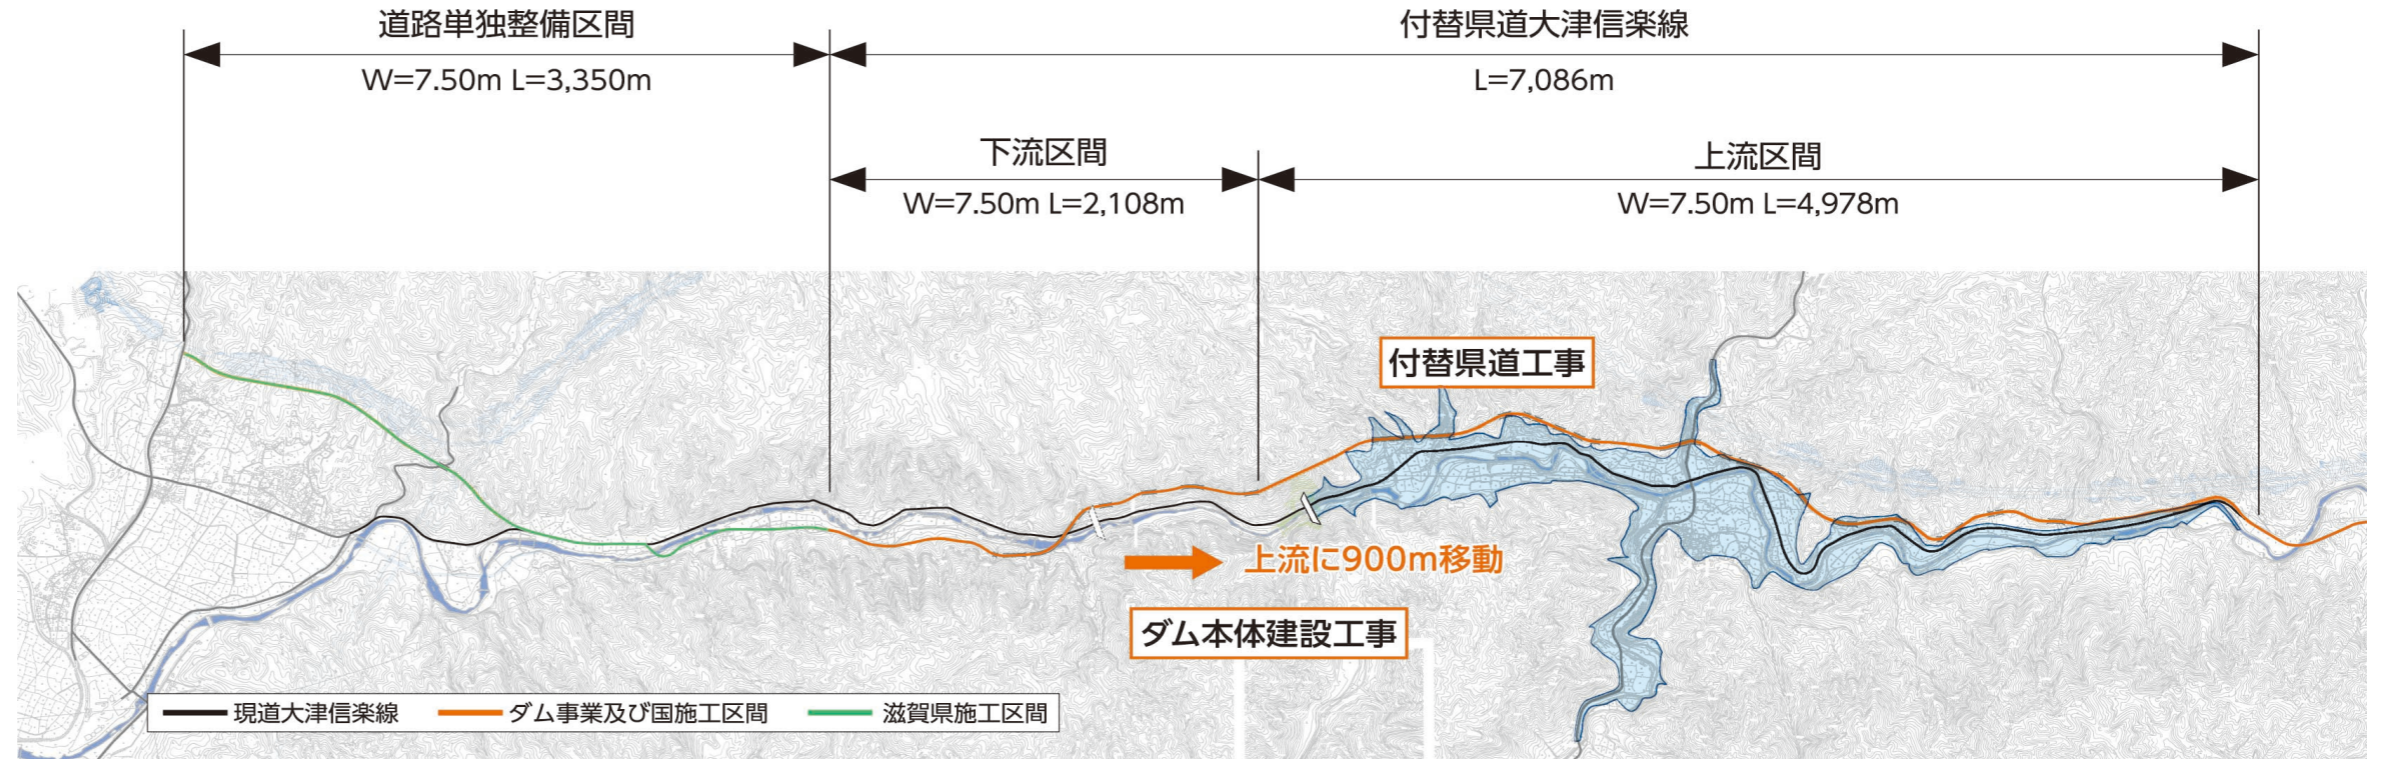 道路単独整備区間
W=7.50m L=3,350m
付替県道大津信楽線
L=7,086m
下流区間
W=7.50m L=2,108m
上流区間
W=7.50m L=4,978m
付替県道工事
上流に900m移動
ダム本体建設工事
現道大津信楽線
ダム事業及び国施工区間
滋賀県施工区間